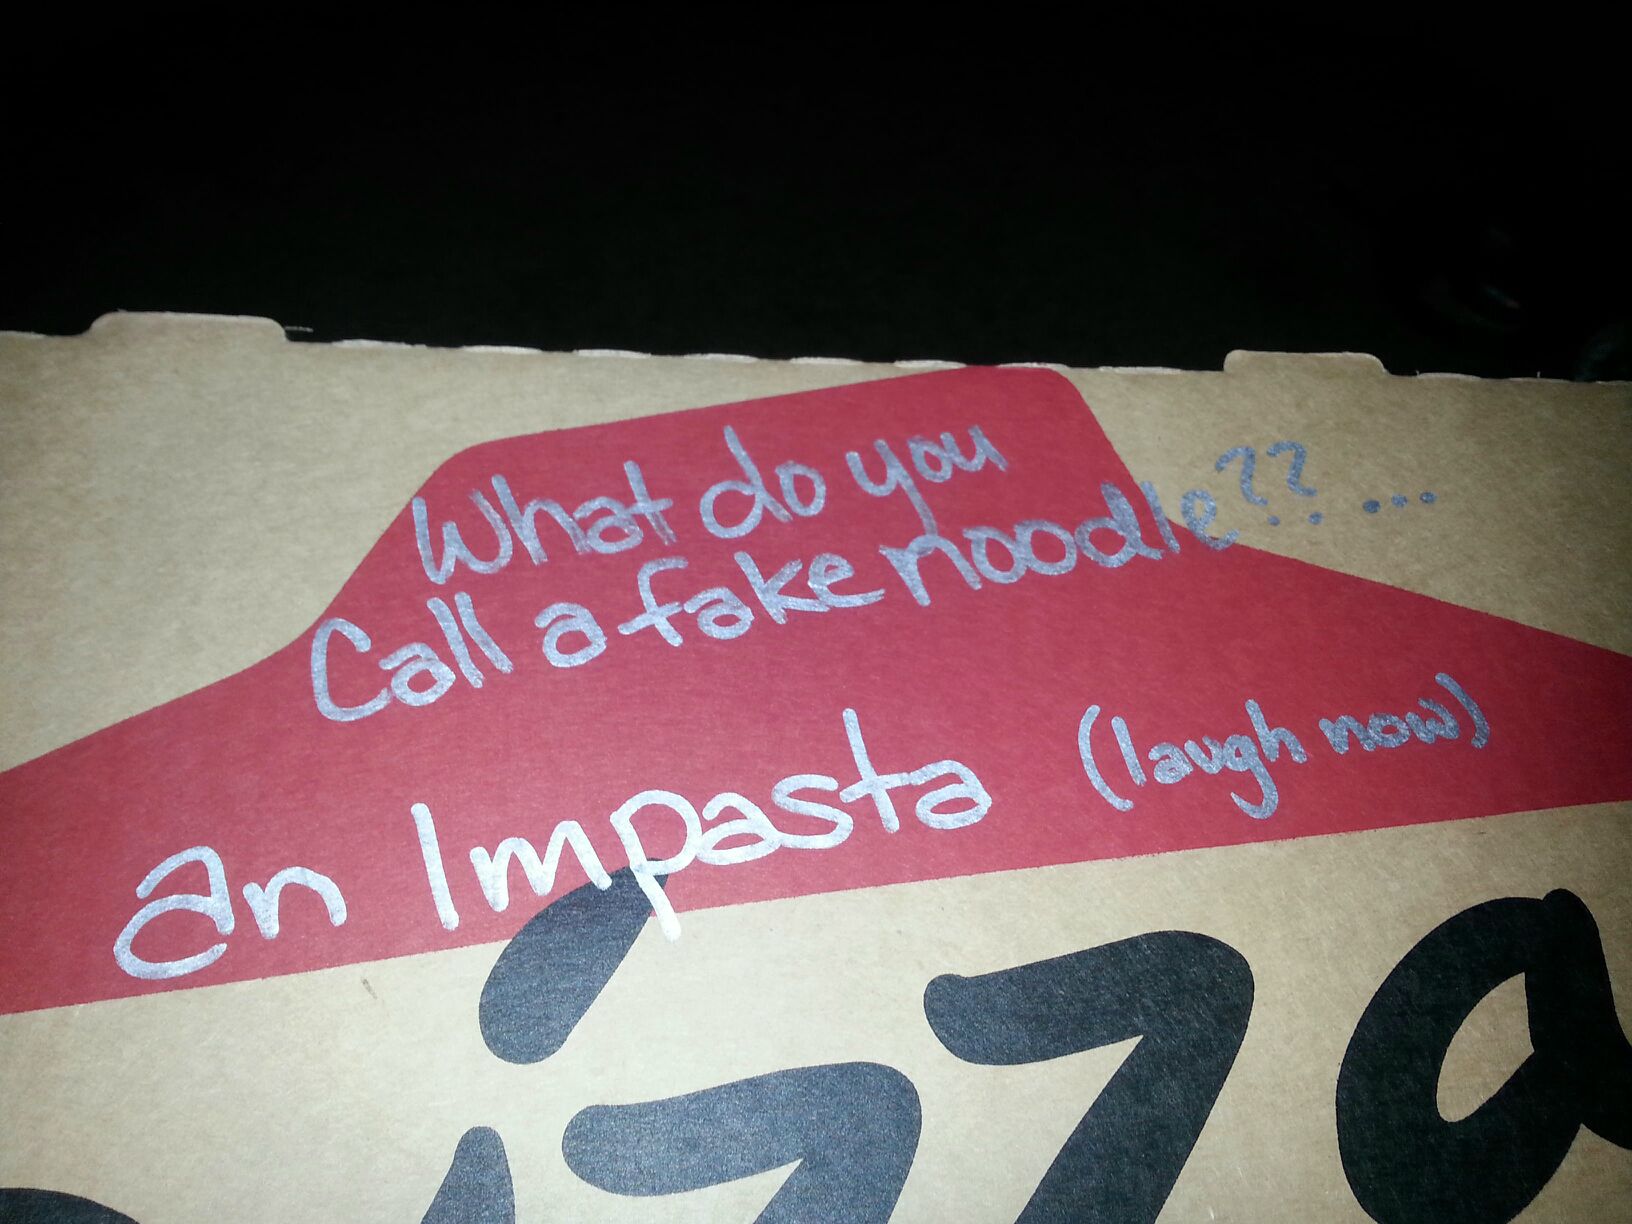 What do you
Call a fake noodle?? ...
an Impasta (laugh now)
izza